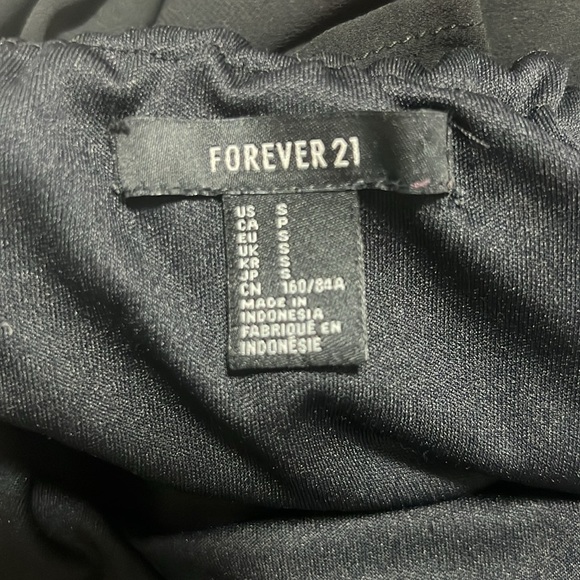 FOREVER 21
US S
CA P
EU S
UK S
KR S
JP S
CN 160/84A
MADE IN
INDONESIA
FABRIQUÉ EN
INDONÉSIE